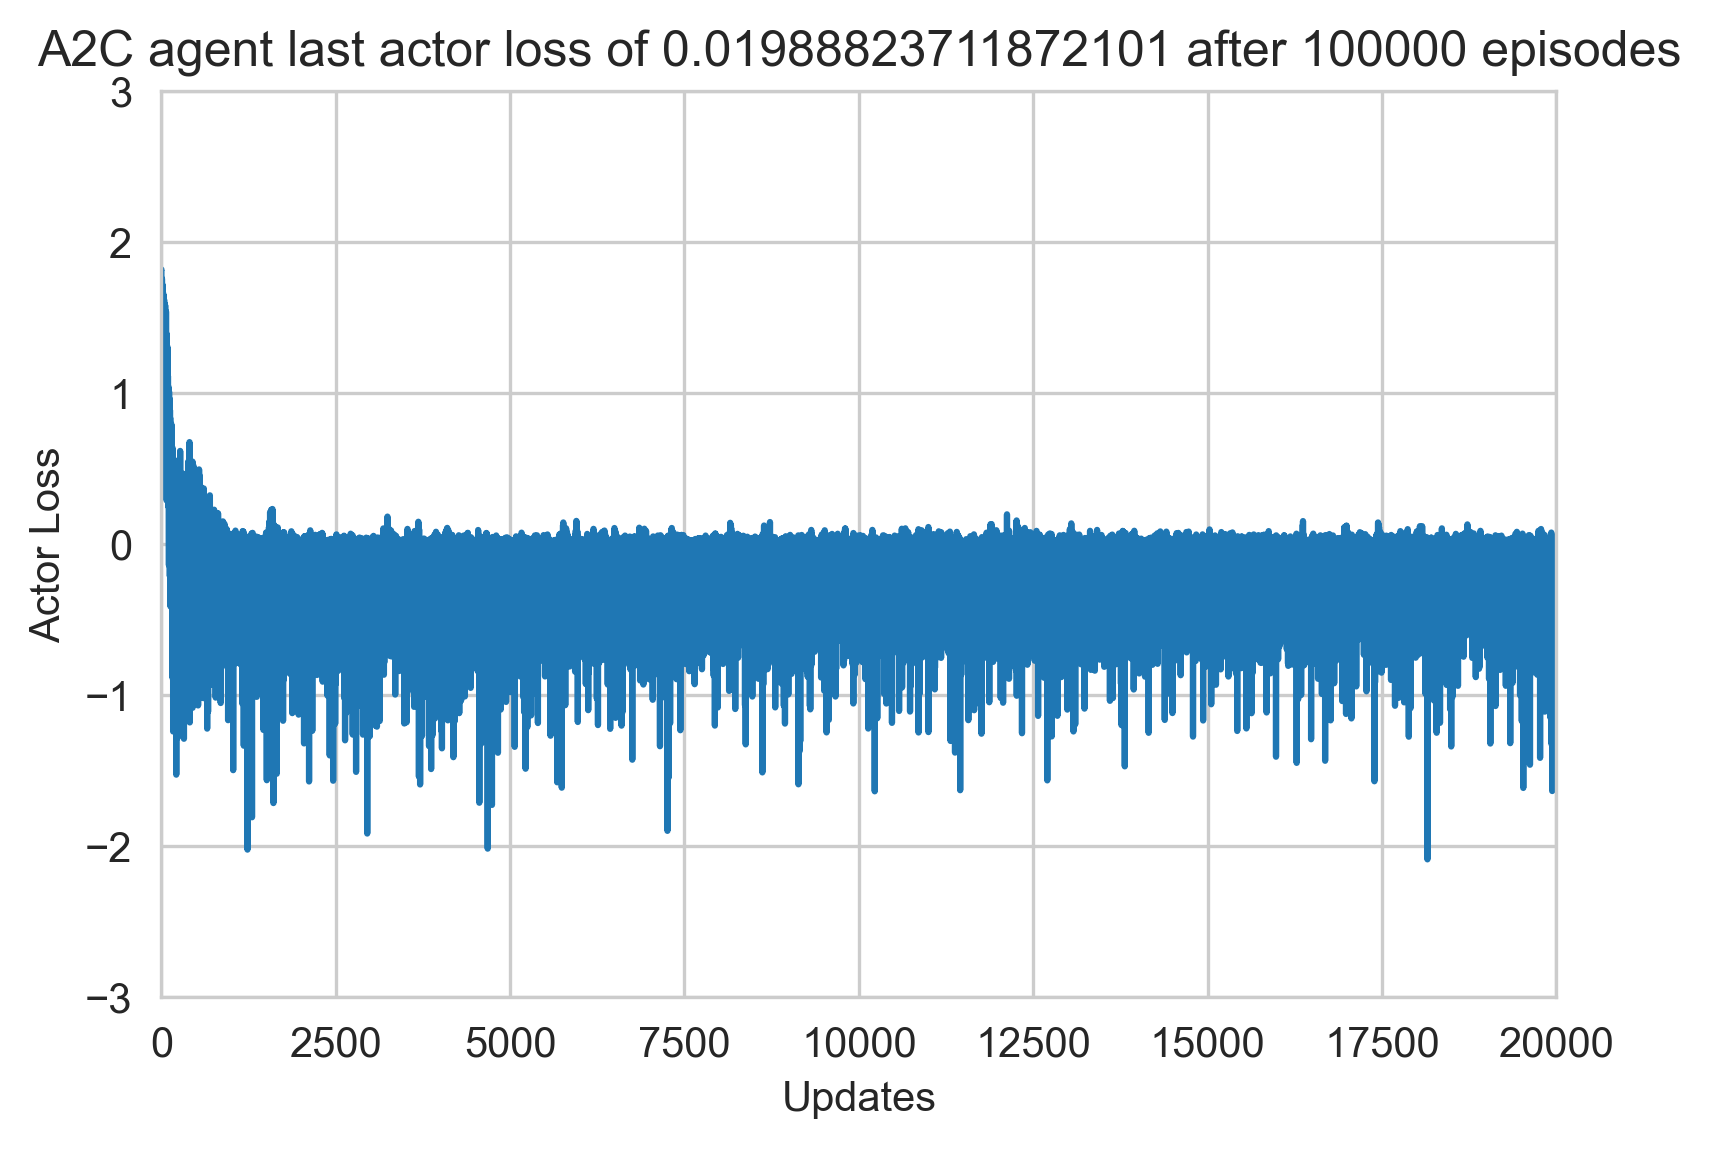 A2C agent last actor loss of 0.019888823711872101 after 100000 episodes
3
2
1
0
−1
−2
−3
Actor Loss
0 2500 5000 7500 10000 12500 15000 17500 20000
Updates